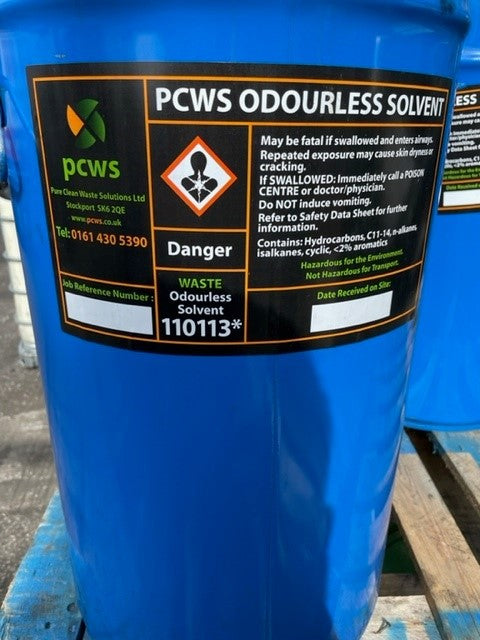 PCWS ODOURLESS SOLVENT
pcws
Pure Clean Waste Solutions Ltd
Stockport SK6 2QE
www.pcws.co.uk
Tel: 0161 430 5390
Job Reference Number :
Danger
WASTE
Odourless
Solvent
110113*
May be fatal if swallowed and enters airways.
Repeated exposure may cause skin dryness or
cracking.
IF SWALLOWED: Immediately call a POISON
CENTRE or doctor/physician.
Do NOT induce vomiting.
Refer to Safety Data Sheet for further
information.
Contains: Hydrocarbons, C11-14, n-alkanes,
isalkanes, cyclic, <2% aromatics
Hazardous for the Environment.
Not Hazardous for Transport.
Date Received on Site:
ESS SOLVENT